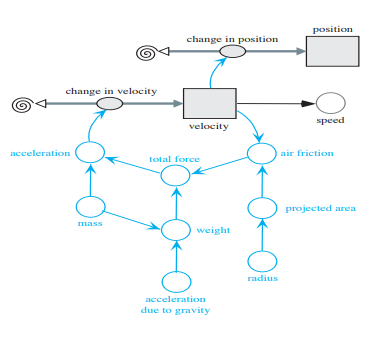 position
change in position
change in velocity
velocity
speed
acceleration
total force
air friction
mass
weight
projected area
radius
acceleration
due to gravity